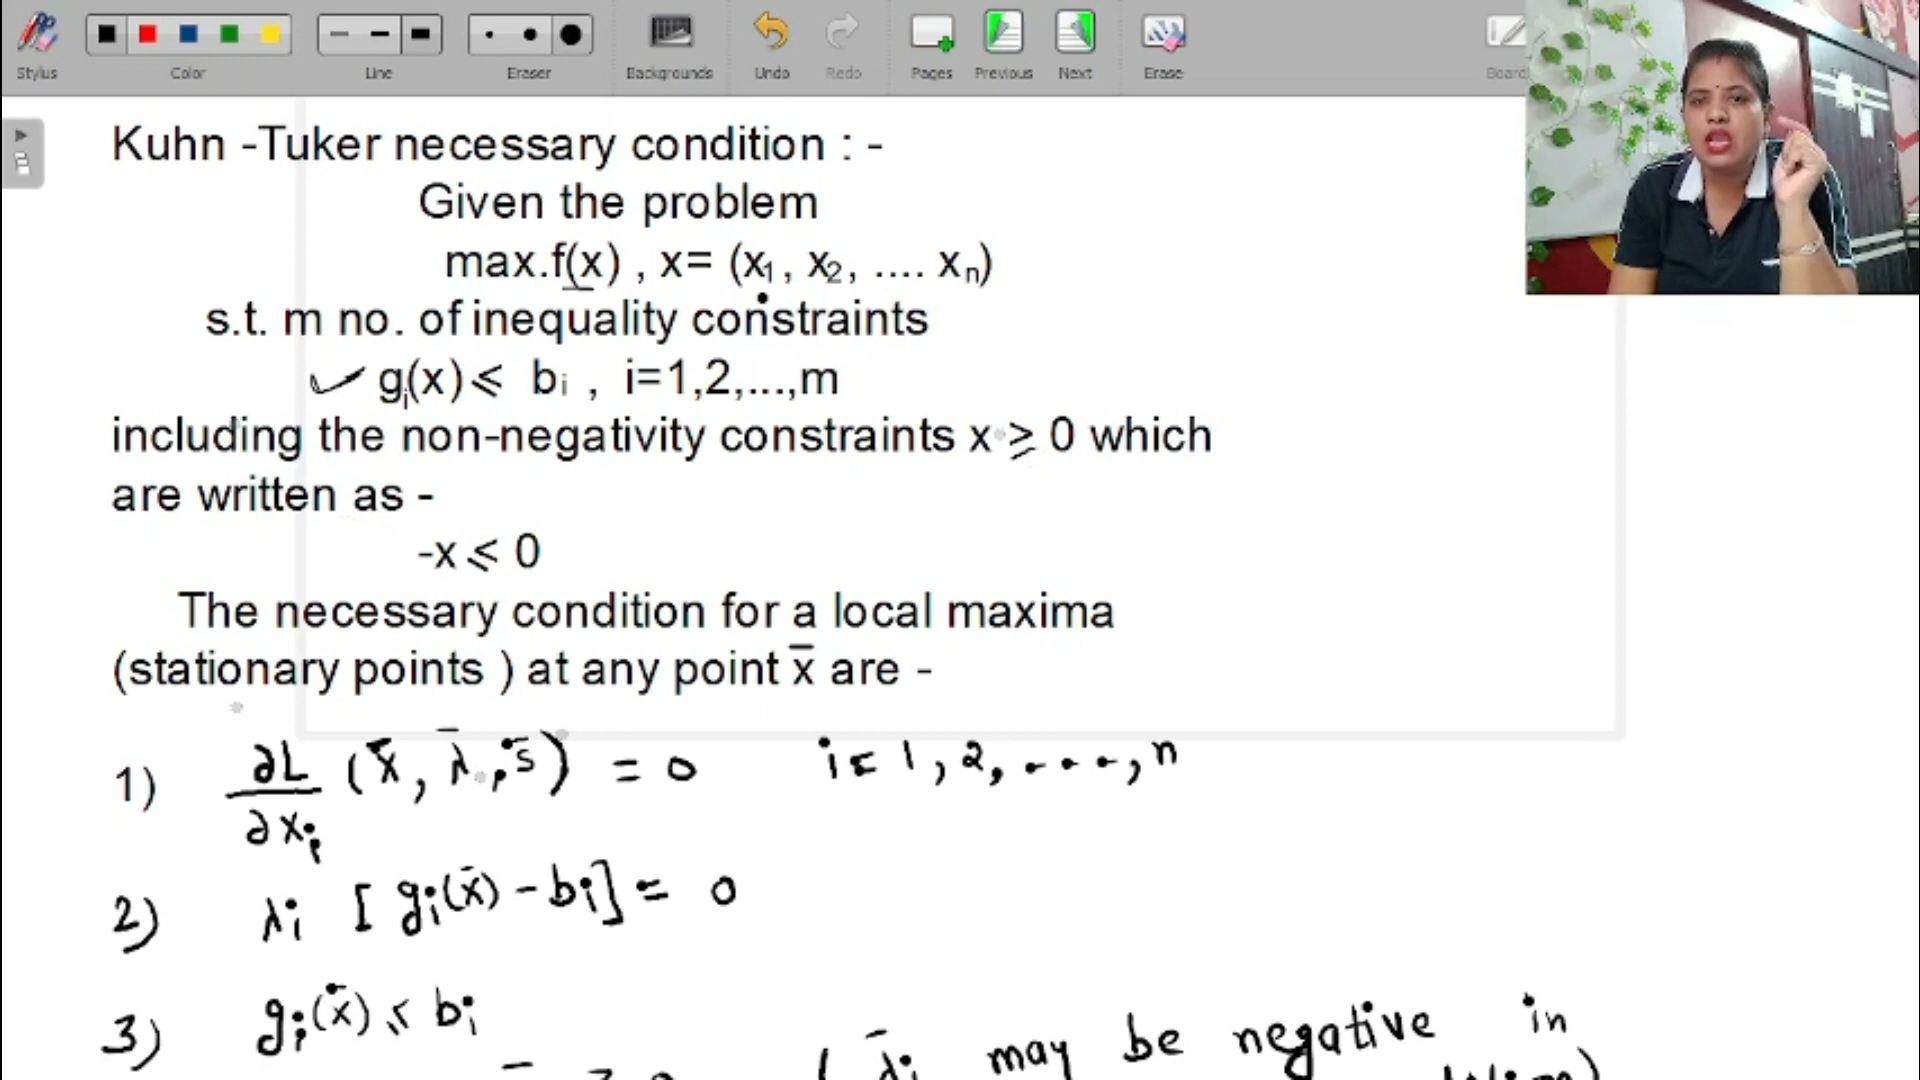 Stylus Color Line Eraser Backgrounds Undo Redo Pages Previous Next Erase Board
Kuhn -Tuker necessary condition : -
Given the problem
max.f(x) , x= (x₁ , x₂, .... xₙ)
s.t. m no. of inequality constraints
✓ gᵢ(x)⩽ bᵢ , i=1,2,...,m
including the non-negativity constraints x ⩾ 0 which
are written as -
-x⩽ 0
The necessary condition for a local maxima
(stationary points ) at any point x̄ are -
1) ∂L/∂xᵢ (x̄, λ̄, s̄) = 0 i = 1, 2, ...., n
2) λi [ gi(x̄) - bi] = 0
3) gi(x̄) ⩽ bi
( λ̄i may be negative in